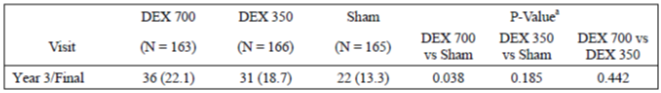 DEX 700 DEX 350 Sham P-Valueᵃ
Visit (N = 163) (N = 166) (N = 165) DEX 700 vs Sham DEX 350 vs Sham DEX 700 vs DEX 350
Year 3/Final 36 (22.1) 31 (18.7) 22 (13.3) 0.038 0.185 0.442